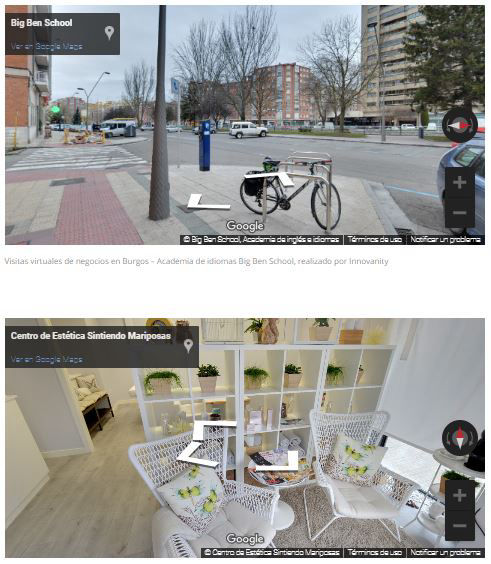 Big Ben School
Ver en Google Maps
Google
© Big Ben School, Academia de inglés e idiomas Términos de uso Notificar un problema
Visitas virtuales de negocios en Burgos – Academia de idiomas Big Ben School, realizado por Innovanity
Centro de Estética Sintiendo Mariposas
Ver en Google Maps
Google
© Centro de Estética Sintiendo Mariposas Términos de uso Notificar un problema